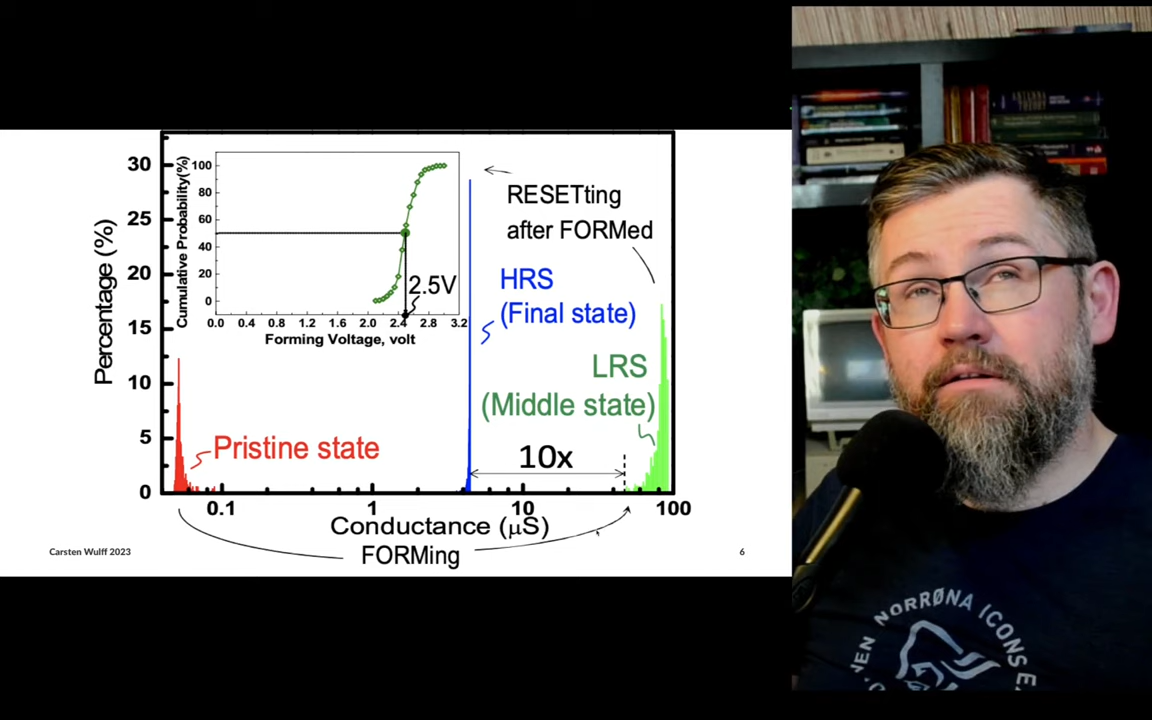 30
25
20
15
10
5
0
Percentage (%)
100
80
60
40
20
0
Cumulative Probability(%)
0.0 0.4 0.8 1.2 1.6 2.0 2.4 2.8 3.2
Forming Voltage, volt
2.5V
RESETting
after FORMed
HRS
(Final state)
LRS
(Middle state)
Pristine state
10x
0.1 1 10 100
Conductance (μS)
FORMing
Carsten Wulff 2023
6
NORRØNA ICONS